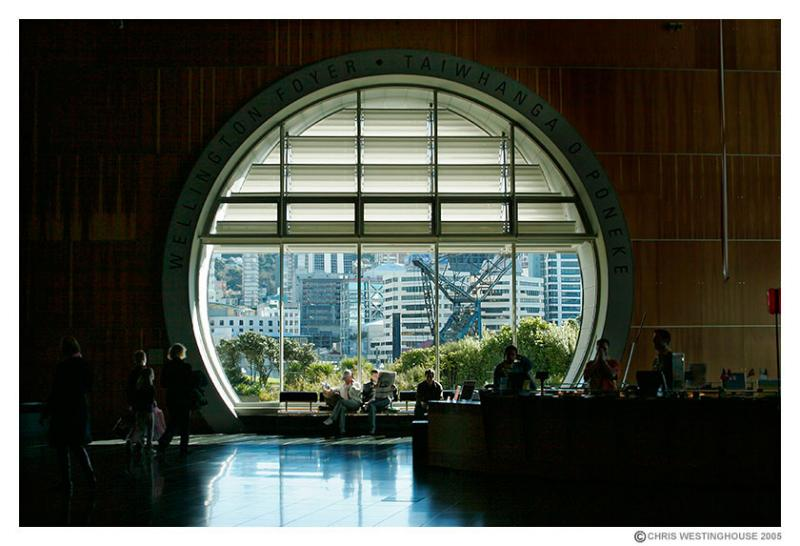 WELLINGTON FOYER • TAIWHANGA O PONEKE
© CHRIS WESTINGHOUSE 2005